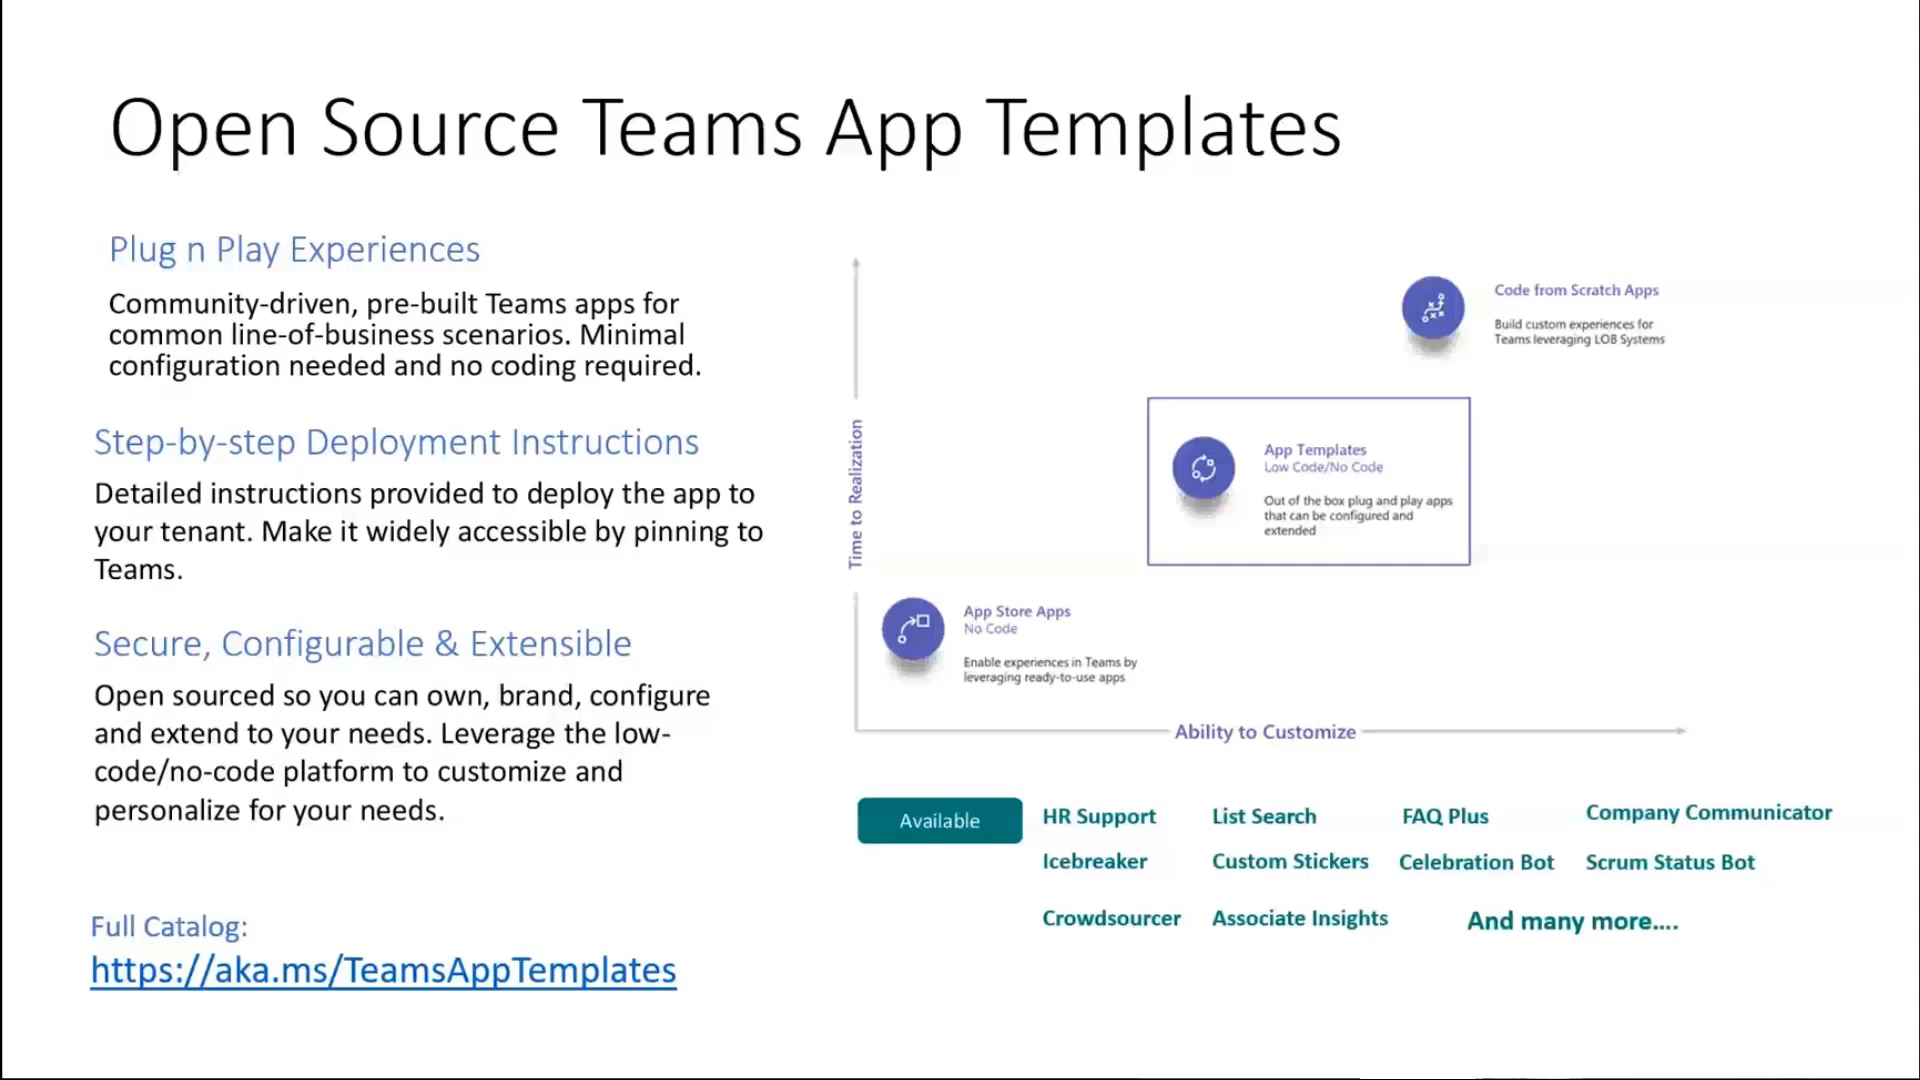 Open Source Teams App Templates
Plug n Play Experiences
Community-driven, pre-built Teams apps for
common line-of-business scenarios. Minimal
configuration needed and no coding required.
Step-by-step Deployment Instructions
Detailed instructions provided to deploy the app to
your tenant. Make it widely accessible by pinning to
Teams.
Secure, Configurable & Extensible
Open sourced so you can own, brand, configure
and extend to your needs. Leverage the low-
code/no-code platform to customize and
personalize for your needs.
Full Catalog:
https://aka.ms/TeamsAppTemplates
Time to Realization
Code from Scratch Apps
Build custom experiences for
Teams leveraging LOB Systems
App Templates
Low Code/No Code
Out of the box plug and play apps
that can be configured and
extended
App Store Apps
No Code
Enable experiences in Teams by
leveraging ready-to-use apps
Ability to Customize
Available
HR Support List Search FAQ Plus Company Communicator
Icebreaker Custom Stickers Celebration Bot Scrum Status Bot
Crowdsourcer Associate Insights And many more....